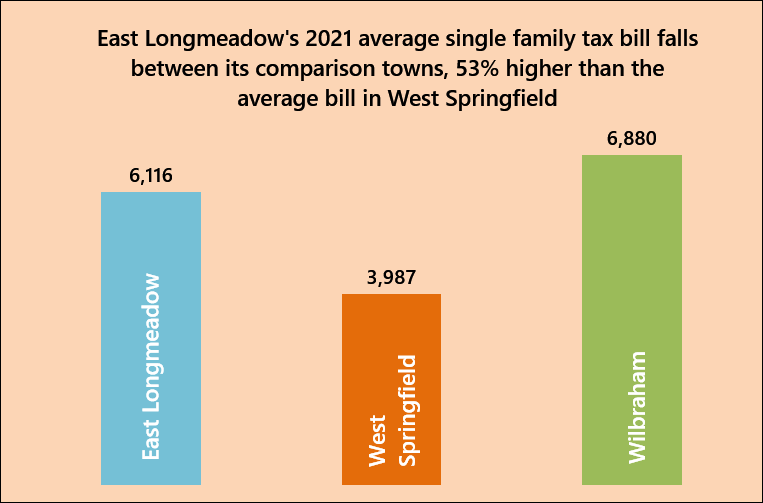 East Longmeadow's 2021 average single family tax bill falls
between its comparison towns, 53% higher than the
average bill in West Springfield
6,116
3,987
6,880
East Longmeadow
West
Springfield
Wilbraham